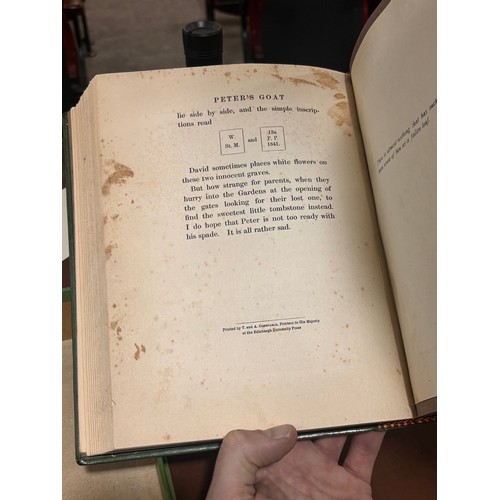 PETER'S GOAT
lie side by side, and the simple inscrip-
tions read
W.
St. M.
and
13a
P. P.
1841.
David sometimes places white flowers on
these two innocent graves.
But how strange for parents, when they
hurry into the Gardens at the opening of
the gates looking for their lost one, to
find the sweetest little tombstone instead.
I do hope that Peter is not too ready with
his spade. It is all rather sad.
Printed by T. and A. CONSTABLE, Printers to His Majesty
at the Edinburgh University Press